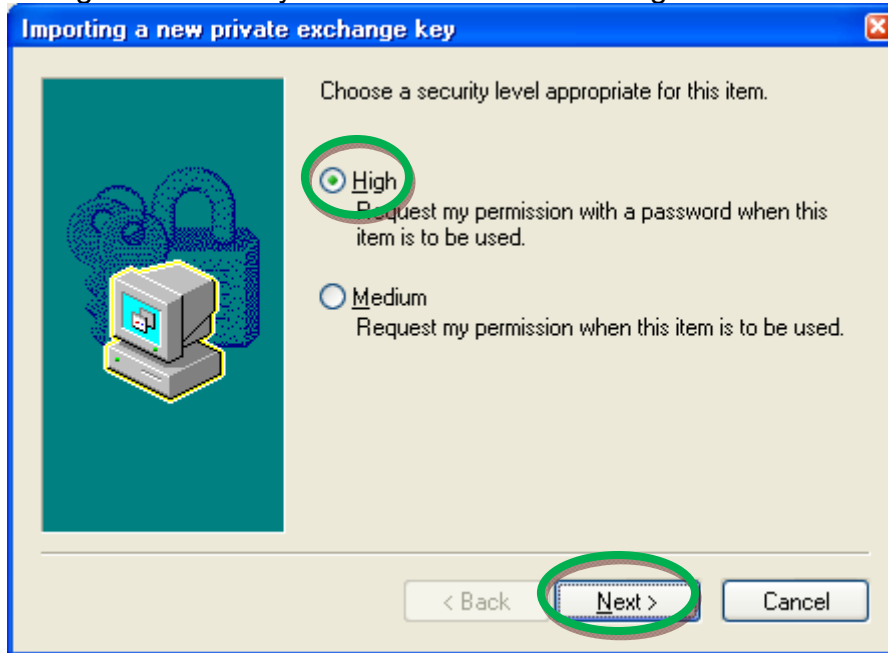 Importing a new private exchange key
Choose a security level appropriate for this item.
High
Request my permission with a password when this
item is to be used.
Medium
Request my permission when this item is to be used.
< Back
Next >
Cancel